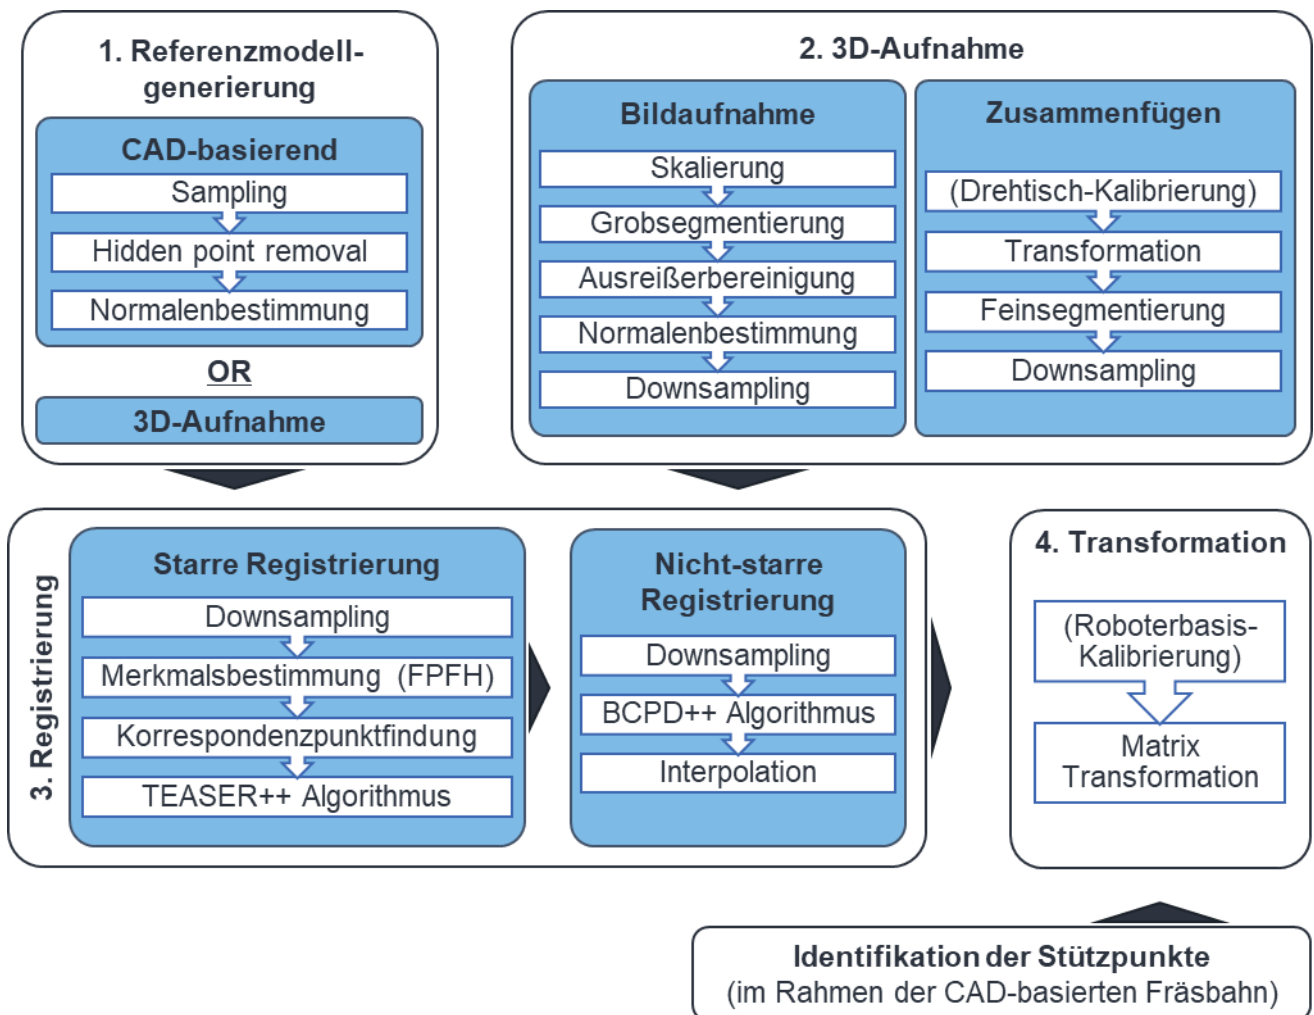 1. Referenzmodell-
generierung
CAD-basierend
Sampling
Hidden point removal
Normalenbestimmung
OR
3D-Aufnahme
2. 3D-Aufnahme
Bildaufnahme
Skalierung
Grobsegmentierung
Ausreißerbereinigung
Normalenbestimmung
Downsampling
Zusammenfügen
(Drehtisch-Kalibrierung)
Transformation
Feinsegmentierung
Downsampling
3. Registrierung
Starre Registrierung
Downsampling
Merkmalsbestimmung (FPFH)
Korrespondenzpunktfindung
TEASER++ Algorithmus
Nicht-starre
Registrierung
Downsampling
BCPD++ Algorithmus
Interpolation
4. Transformation
(Roboterbasis-
Kalibrierung)
Matrix
Transformation
Identifikation der Stützpunkte
(im Rahmen der CAD-basierten Fräsbahn)